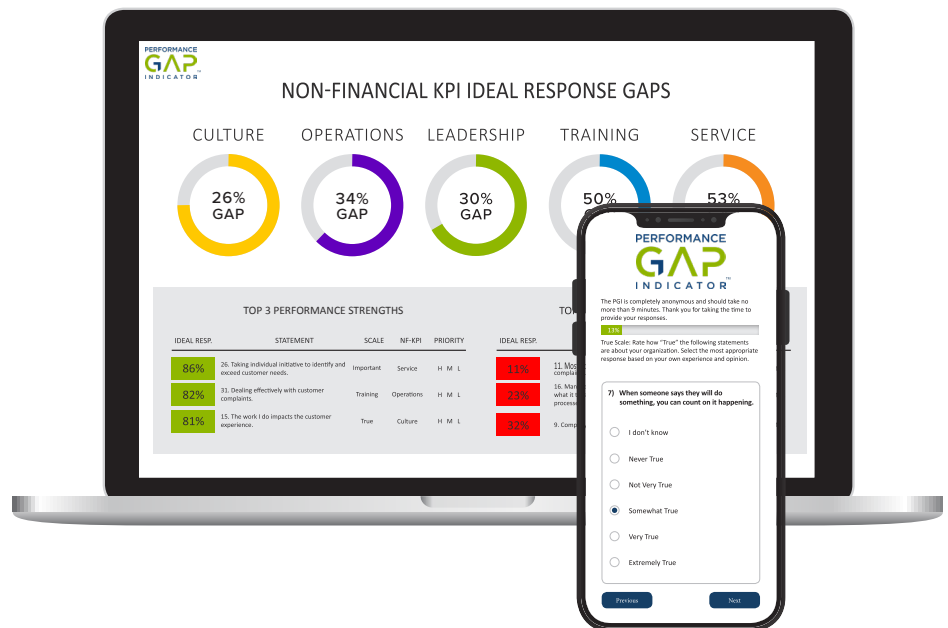 PERFORMANCE
GAP
INDICATOR
NON-FINANCIAL KPI IDEAL RESPONSE GAPS
CULTURE OPERATIONS LEADERSHIP TRAINING SERVICE
26% GAP
34% GAP
30% GAP
50%
53%
TOP 3 PERFORMANCE STRENGTHS
IDEAL RESP. STATEMENT SCALE NF-KPI PRIORITY
86% 26. Taking individual initiative to identify and exceed customer needs. Important Service H M L
82% 31. Dealing effectively with customer complaints. Training Operations H M L
81% 15. The work I do impacts the customer experience. True Culture H M L
IDEAL RESP.
11% 11.
23% 16.
what it
32% 9.
PERFORMANCE
GAP™
INDICATOR
The PGI is completely anonymous and should take no
more than 9 minutes. Thank you for taking the time to
provide your responses.
13%
True Scale: Rate how “True” the following statements
are about your organization. Select the most appropriate
response based on your own experience and opinion.
7) When someone says they will do
something, you can count on it happening.
I don't know
Never True
Not Very True
Somewhat True
Very True
Extremely True
Previous Next